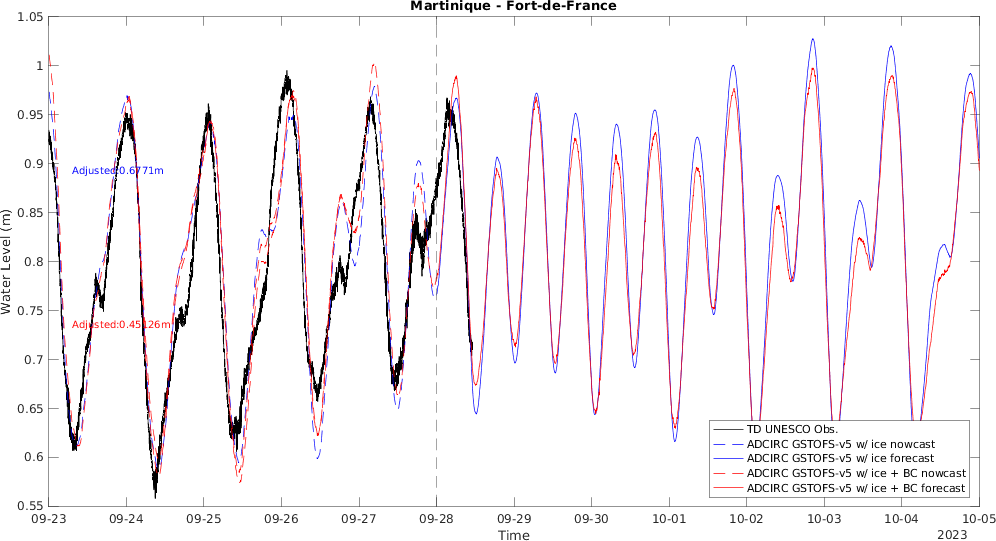 Martinique - Fort-de-France
1.05
1
0.95
0.9
0.85
0.8
0.75
0.7
0.65
0.6
0.55
Water Level (m)
Adjusted:0.6771m
Adjusted:0.45126m
TD UNESCO Obs.
ADCIRC GSTOFS-v5 w/ ice nowcast
ADCIRC GSTOFS-v5 w/ ice forecast
ADCIRC GSTOFS-v5 w/ ice + BC nowcast
ADCIRC GSTOFS-v5 w/ ice + BC forecast
09-23 09-24 09-25 09-26 09-27 09-28 09-29 09-30 10-01 10-02 10-03 10-04 10-05
Time
2023